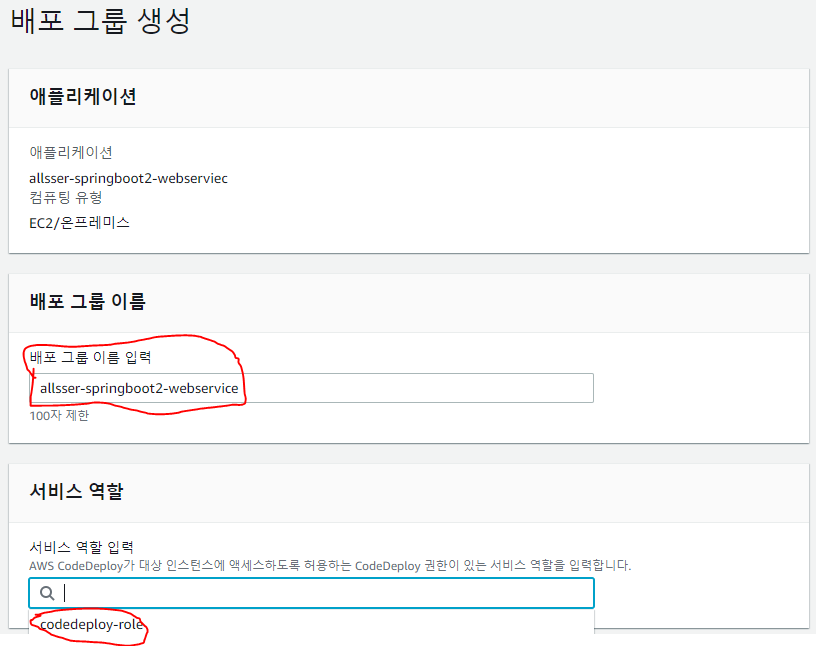 배포 그룹 생성
애플리케이션
애플리케이션
allsser-springboot2-webserviec
컴퓨팅 유형
EC2/온프레미스
배포 그룹 이름
배포 그룹 이름 입력
allsser-springboot2-webservice
100자 제한
서비스 역할
서비스 역할 입력
AWS CodeDeploy가 대상 인스턴스에 액세스하도록 허용하는 CodeDeploy 권한이 있는 서비스 역할을 입력합니다.
codedeploy-role